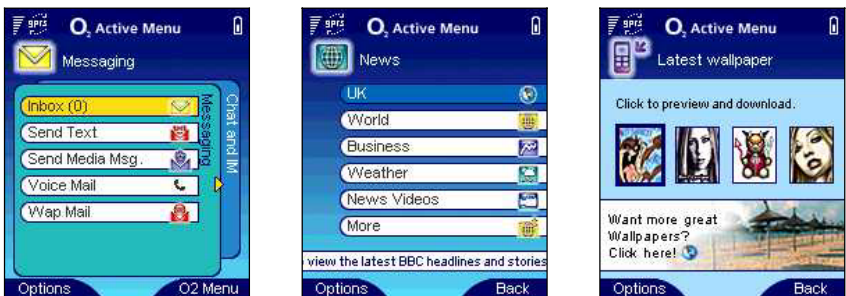 gprs O2 Active Menu
Messaging
Inbox (0)
Send Text
Send Media Msg.
Voice Mail
Wap Mail
Messaging
Chat and IM
Options O2 Menu
gprs O2 Active Menu
News
UK
World
Business
Weather
News Videos
More
view the latest BBC headlines and stories
Options Back
gprs O2 Active Menu
Latest wallpaper
Click to preview and download.
Want more great
Wallpapers?
Click here!
Options Back